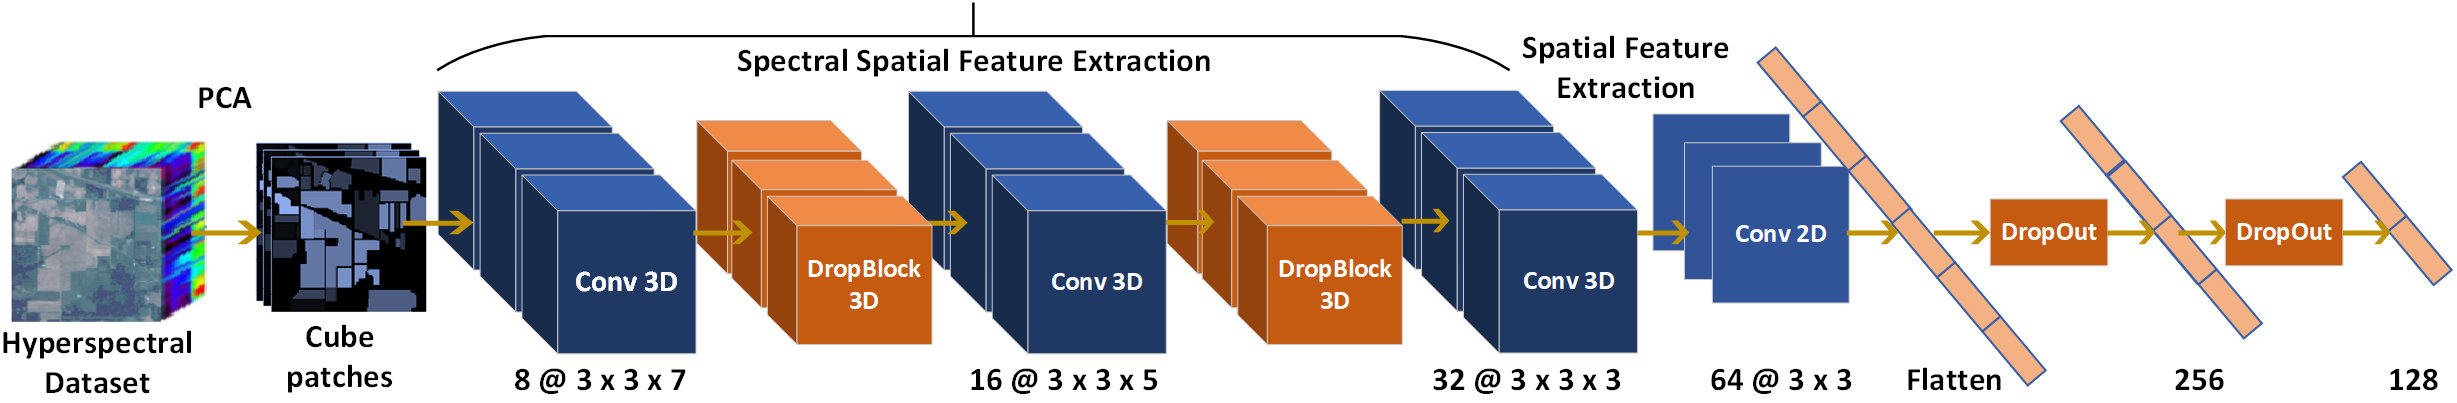 PCA
Spectral Spatial Feature Extraction
Spatial Feature
Extraction
Conv 3D
DropBlock
3D
Conv 3D
DropBlock
3D
Conv 3D
Conv 2D
DropOut
DropOut
Hyperspectral
Dataset
Cube
patches
8 @ 3 x 3 x 7
16 @ 3 x 3 x 5
32 @ 3 x 3 x 3
64 @ 3 x 3
Flatten
256
128